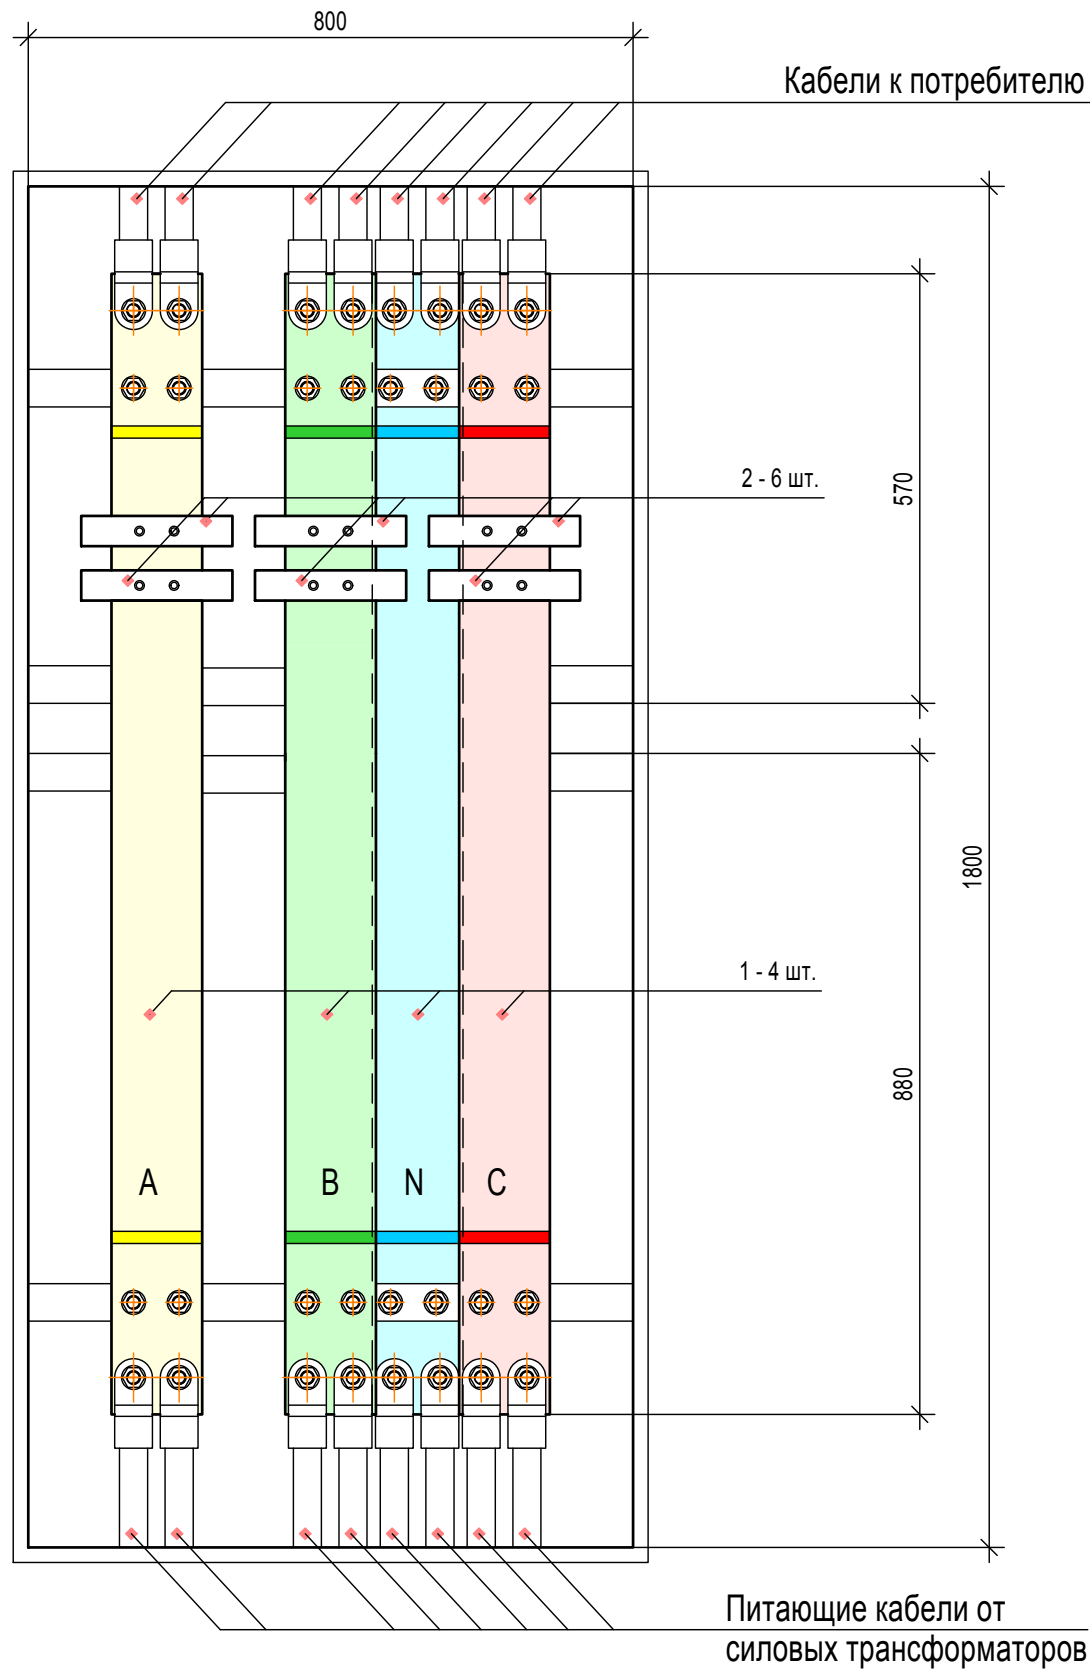 800
Кабели к потребителю
2 - 6 шт.
570
1800
1 - 4 шт.
880
A
B
N
C
Питающие кабели от
силовых трансформаторов